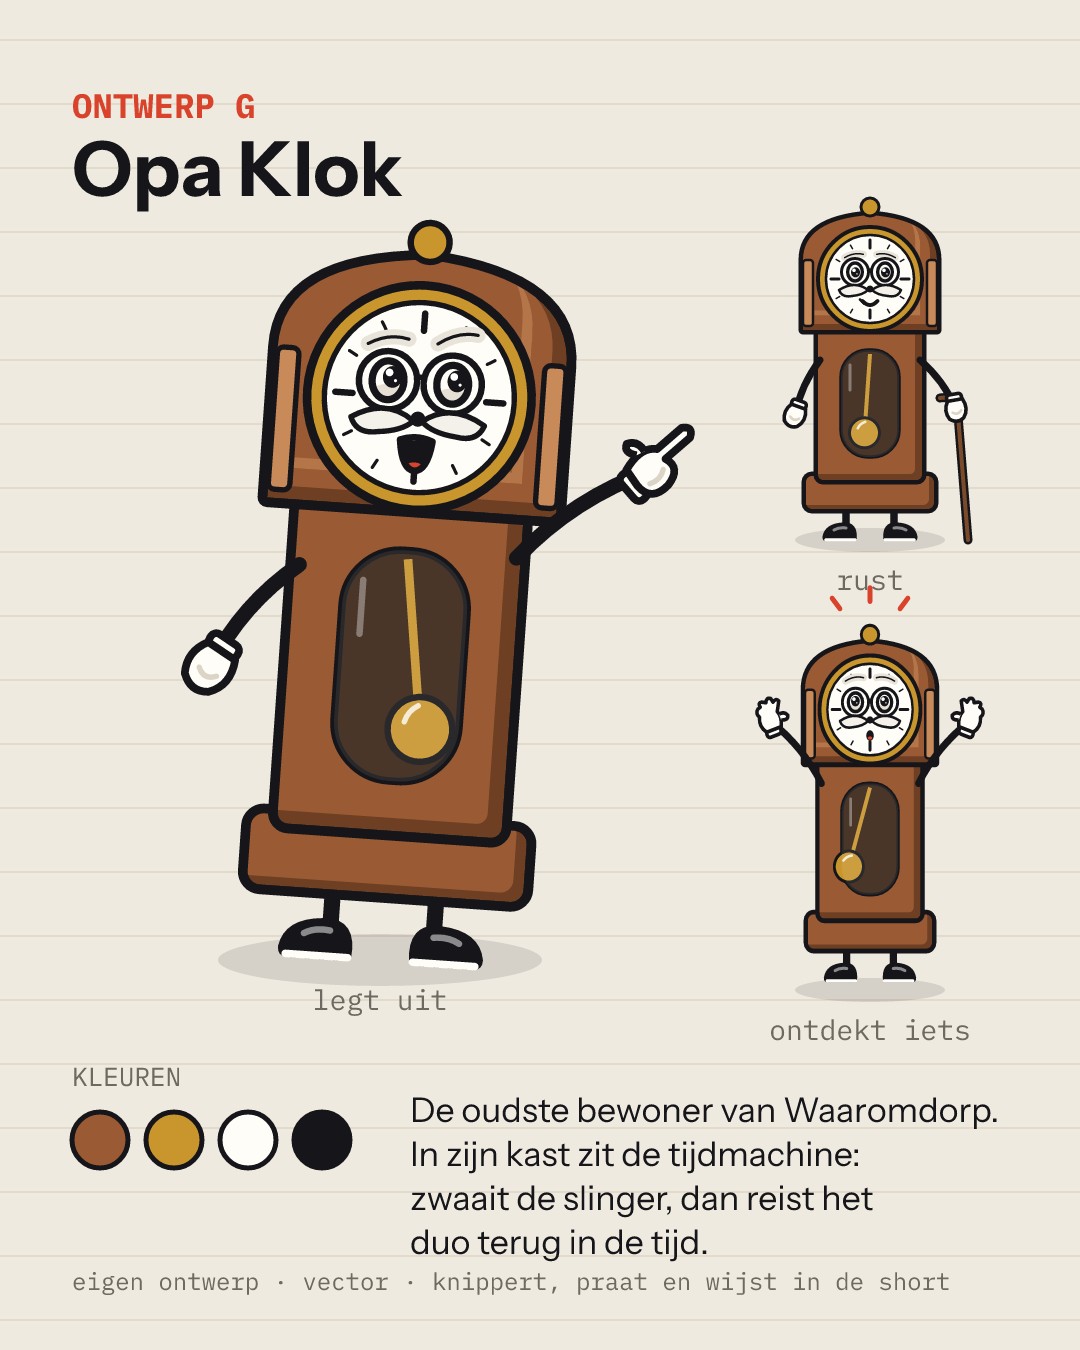 ONTWERP G
Opa Klok
rust
legt uit
ontdekt iets
KLEUREN
De oudste bewoner van Waaromdorp.
In zijn kast zit de tijdmachine:
zwaait de slinger, dan reist het
duo terug in de tijd.
eigen ontwerp · vector · knippert, praat en wijst in de short